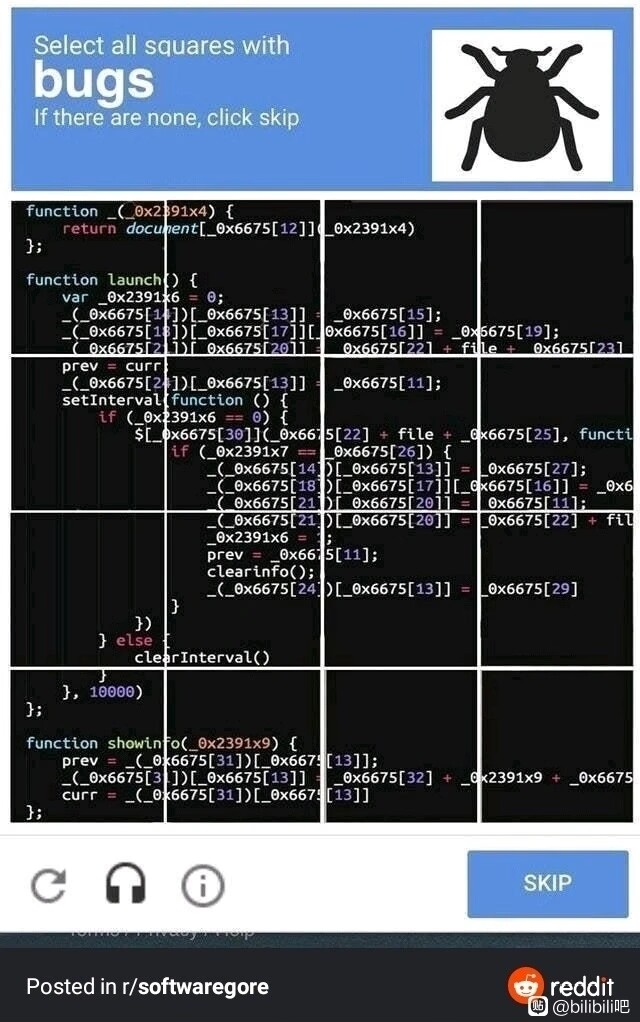 Select all squares with
bugs
If there are none, click skip
function _(_0x2391x4) {
return document[_0x6675[12]](_0x2391x4)
};
function launch() {
var _0x2391x6 = 0;
_(_0x6675[14])[_0x6675[13]] = _0x6675[15];
_(_0x6675[18])[_0x6675[17]][_0x6675[16]] = _0x6675[19];
_(_0x6675[21])[_0x6675[20]] = _0x6675[22] + file + _0x6675[23]
prev = curr;
_(_0x6675[24])[_0x6675[13]] = _0x6675[11];
setInterval(function () {
if (_0x2391x6 == 0) {
$[_0x6675[30]](_0x6675[22] + file + _0x6675[25], functi
if (_0x2391x7 == _0x6675[26]) {
_(_0x6675[14])[_0x6675[13]] = _0x6675[27];
_(_0x6675[18])[_0x6675[17]][_0x6675[16]] = _0x6
_(_0x6675[21])[_0x6675[20]] = _0x6675[11];
_(_0x6675[21])[_0x6675[20]] = _0x6675[22] + fil
_0x2391x6 = ;
prev = _0x6675[11];
clearinfo();
_(_0x6675[24])[_0x6675[13]] = _0x6675[29]
}
})
} else {
clearInterval()
}
}, 10000)
};
function showinfo(_0x2391x9) {
prev = _(_0x6675[31])[_0x6675[13]];
_(_0x6675[31])[_0x6675[13]] = _0x6675[32] + _0x2391x9 + _0x6675
curr = _(_0x6675[31])[_0x6675[13]]
};
SKIP
Terms / Privacy / Help
Posted in r/softwaregore
reddit
贴 @bilibili吧